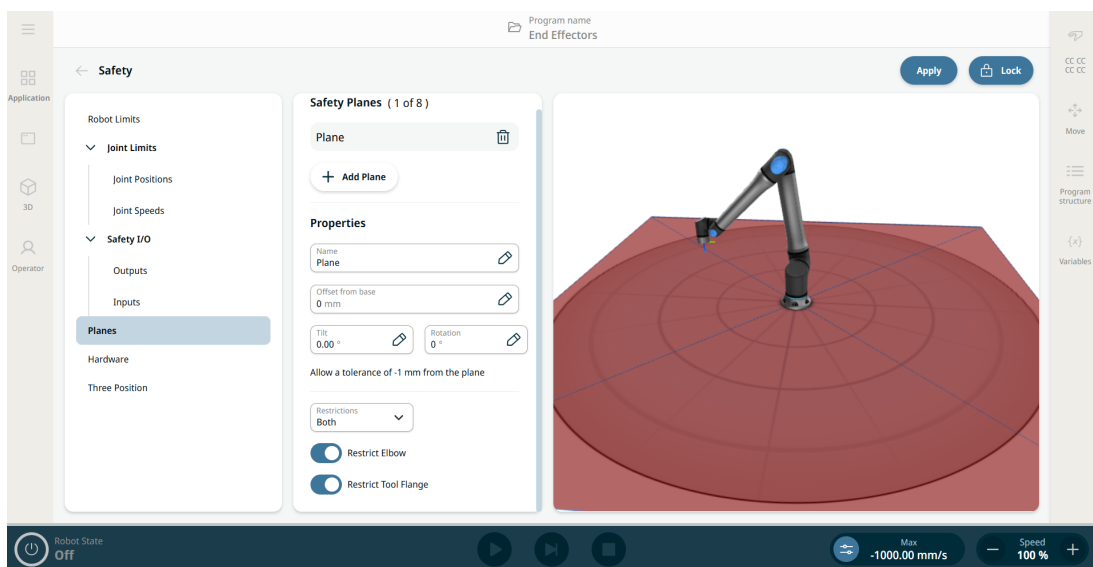 Program name
End Effectors
Safety
Apply
Lock
Application
3D
Operator
Robot Limits
Joint Limits
Joint Positions
Joint Speeds
Safety I/O
Outputs
Inputs
Planes
Hardware
Three Position
Safety Planes ( 1 of 8 )
Plane
Add Plane
Properties
Name
Plane
Offset from base
0 mm
Tilt
0.00 °
Rotation
0 °
Allow a tolerance of -1 mm from the plane
Restrictions
Both
Restrict Elbow
Restrict Tool Flange
CC CC
CC CC
Move
Program
structure
{x}
Variables
Robot State
Off
Max
-1000.00 mm/s
Speed
100 %